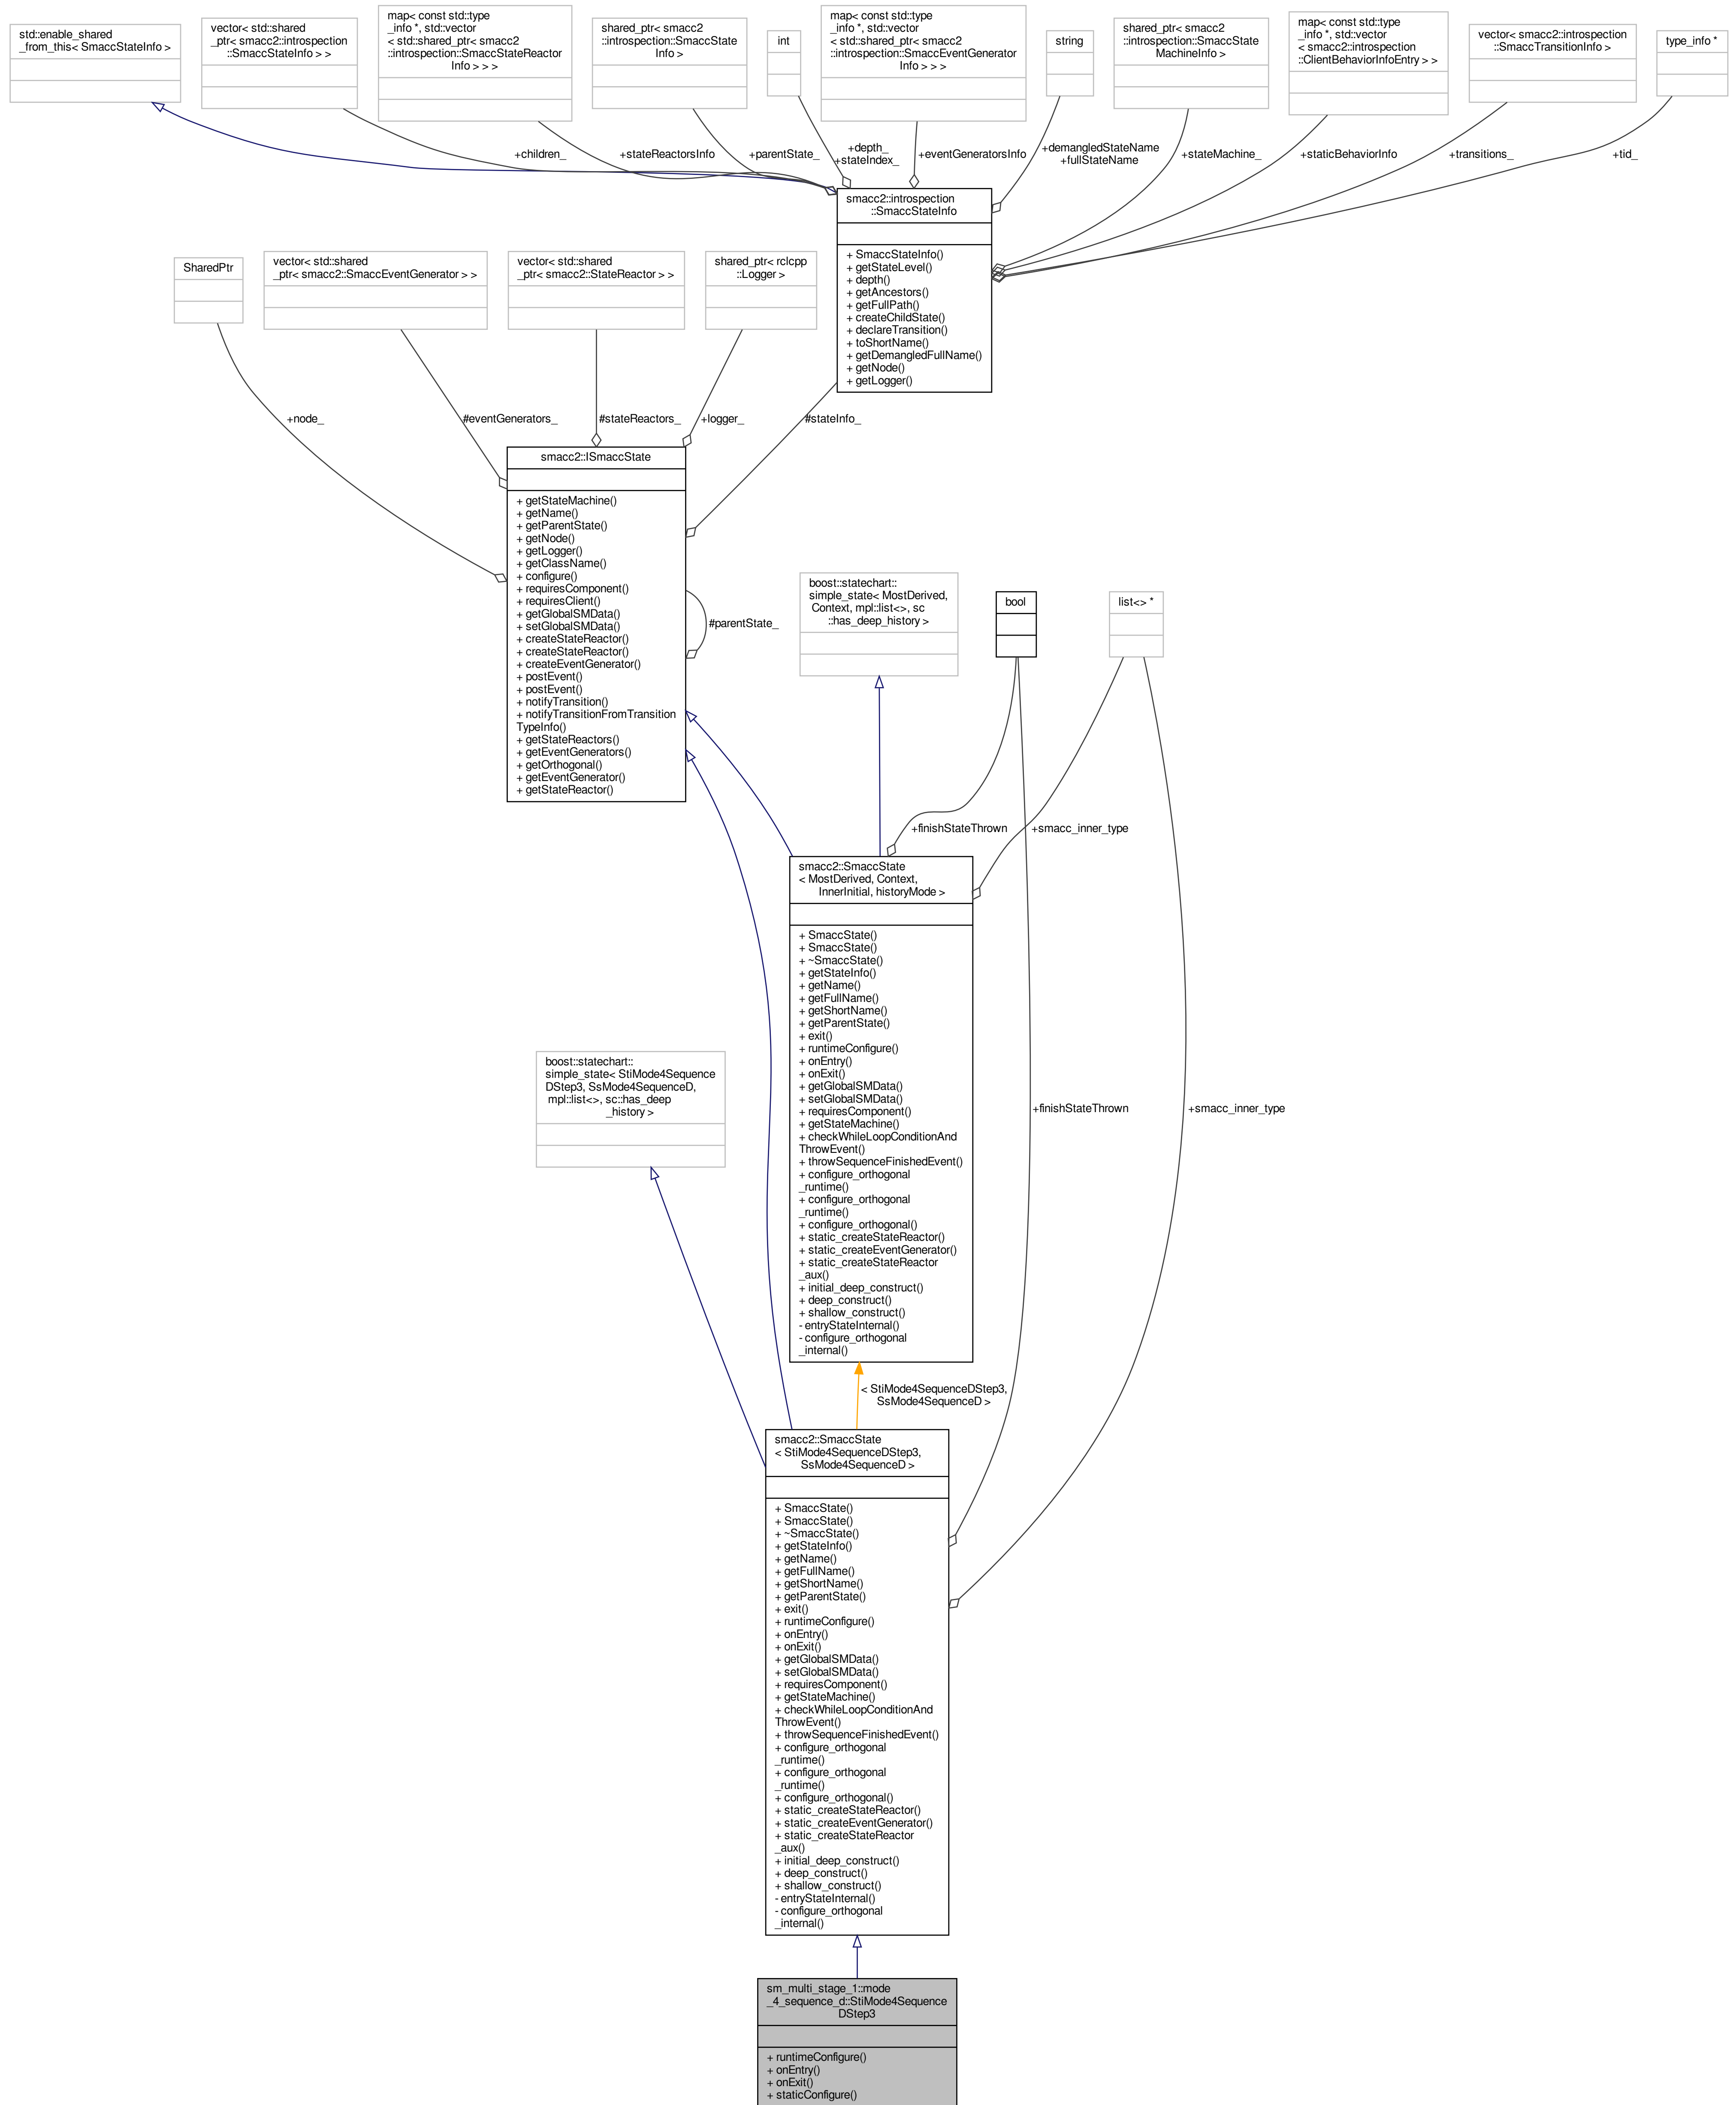 std::enable_shared
_from_this< SmaccStateInfo >
vector< std::shared
_ptr< smacc2::introspection
::SmaccStateInfo > >
map< const std::type
_info *, std::vector
< std::shared_ptr< smacc2
::introspection::SmaccStateReactor
Info > > >
shared_ptr< smacc2
::introspection::SmaccState
Info >
int
map< const std::type
_info *, std::vector
< std::shared_ptr< smacc2
::introspection::SmaccEventGenerator
Info > > >
string
shared_ptr< smacc2
::introspection::SmaccState
MachineInfo >
map< const std::type
_info *, std::vector
< smacc2::introspection
::ClientBehaviorInfoEntry > >
vector< smacc2::introspection
::SmaccTransitionInfo >
type_info *
+children_
+stateReactorsInfo
+parentState_
+depth_
+stateIndex_
+eventGeneratorsInfo
+demangledStateName
+fullStateName
+stateMachine_
+staticBehaviorInfo
+transitions_
+tid_
smacc2::introspection
::SmaccStateInfo
+ SmaccStateInfo()
+ getStateLevel()
+ depth()
+ getAncestors()
+ getFullPath()
+ createChildState()
+ declareTransition()
+ toShortName()
+ getDemangledFullName()
+ getNode()
+ getLogger()
SharedPtr
vector< std::shared
_ptr< smacc2::SmaccEventGenerator > >
vector< std::shared
_ptr< smacc2::StateReactor > >
shared_ptr< rclcpp
::Logger >
+node_
#eventGenerators_
#stateReactors_
+logger_
#stateInfo_
smacc2::ISmaccState
+ getStateMachine()
+ getName()
+ getParentState()
+ getNode()
+ getLogger()
+ getClassName()
+ configure()
+ requiresComponent()
+ requiresClient()
+ getGlobalSMData()
+ setGlobalSMData()
+ createStateReactor()
+ createStateReactor()
+ createEventGenerator()
+ postEvent()
+ postEvent()
+ notifyTransition()
+ notifyTransitionFromTransition
TypeInfo()
+ getStateReactors()
+ getEventGenerators()
+ getOrthogonal()
+ getEventGenerator()
+ getStateReactor()
#parentState_
boost::statechart::
simple_state< MostDerived,
Context, mpl::list<>, sc
::has_deep_history >
bool
list<> *
+finishStateThrown
+smacc_inner_type
smacc2::SmaccState
< MostDerived, Context,
InnerInitial, historyMode >
+ SmaccState()
+ SmaccState()
+ ~SmaccState()
+ getStateInfo()
+ getName()
+ getFullName()
+ getShortName()
+ getParentState()
+ exit()
+ runtimeConfigure()
+ onEntry()
+ onExit()
+ getGlobalSMData()
+ setGlobalSMData()
+ requiresComponent()
+ getStateMachine()
+ checkWhileLoopConditionAnd
ThrowEvent()
+ throwSequenceFinishedEvent()
+ configure_orthogonal
_runtime()
+ configure_orthogonal
_runtime()
+ configure_orthogonal()
+ static_createStateReactor()
+ static_createEventGenerator()
+ static_createStateReactor
_aux()
+ initial_deep_construct()
+ deep_construct()
+ shallow_construct()
- entryStateInternal()
- configure_orthogonal
_internal()
boost::statechart::
simple_state< StiMode4Sequence
DStep3, SsMode4SequenceD,
mpl::list<>, sc::has_deep
_history >
+finishStateThrown
+smacc_inner_type
< StiMode4SequenceDStep3,
SsMode4SequenceD >
smacc2::SmaccState
< StiMode4SequenceDStep3,
SsMode4SequenceD >
+ SmaccState()
+ SmaccState()
+ ~SmaccState()
+ getStateInfo()
+ getName()
+ getFullName()
+ getShortName()
+ getParentState()
+ exit()
+ runtimeConfigure()
+ onEntry()
+ onExit()
+ getGlobalSMData()
+ setGlobalSMData()
+ requiresComponent()
+ getStateMachine()
+ checkWhileLoopConditionAnd
ThrowEvent()
+ throwSequenceFinishedEvent()
+ configure_orthogonal
_runtime()
+ configure_orthogonal
_runtime()
+ configure_orthogonal()
+ static_createStateReactor()
+ static_createEventGenerator()
+ static_createStateReactor
_aux()
+ initial_deep_construct()
+ deep_construct()
+ shallow_construct()
- entryStateInternal()
- configure_orthogonal
_internal()
sm_multi_stage_1::mode
_4_sequence_d::StiMode4Sequence
DStep3
+ runtimeConfigure()
+ onEntry()
+ onExit()
+ staticConfigure()